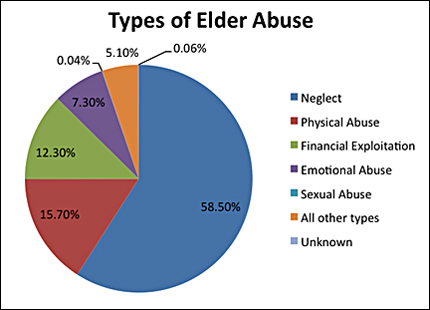 Types of Elder Abuse
0.04%
5.10%
0.06%
7.30%
12.30%
15.70%
58.50%
Neglect
Physical Abuse
Financial Exploitation
Emotional Abuse
Sexual Abuse
All other types
Unknown